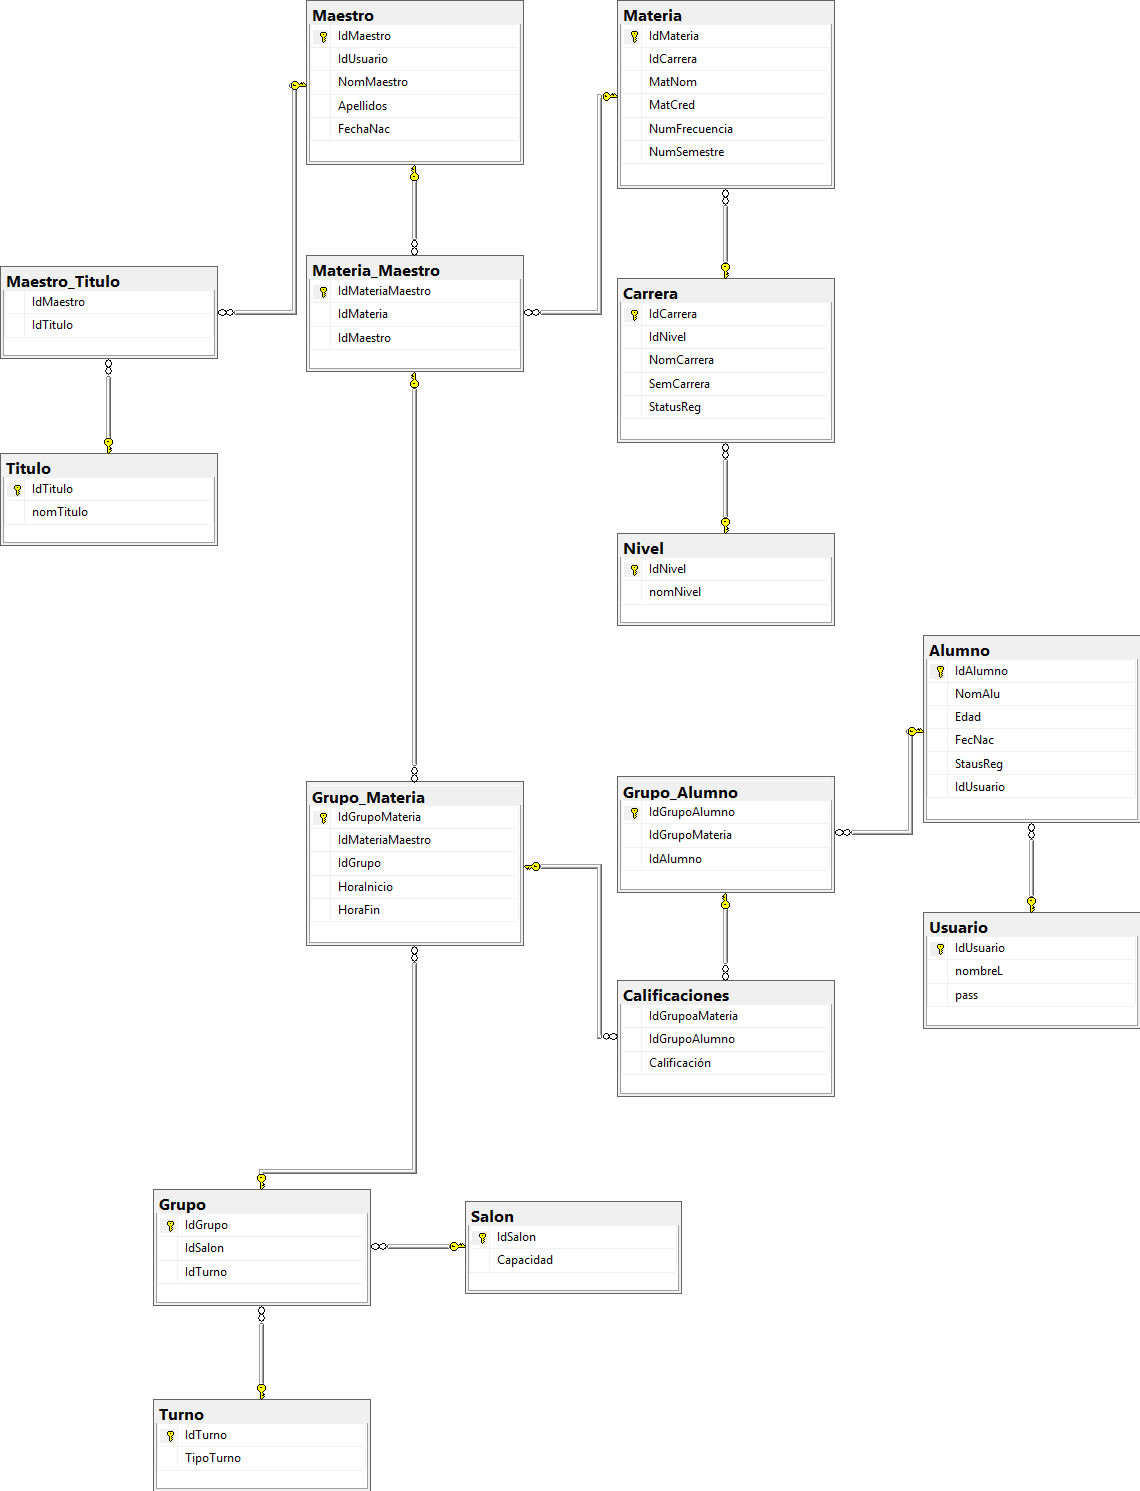 Maestro
IdMaestro
IdUsuario
NomMaestro
Apellidos
FechaNac
Materia
IdMateria
IdCarrera
MatNom
MatCred
NumFrecuencia
NumSemestre
Maestro_Titulo
IdMaestro
IdTitulo
Materia_Maestro
IdMateriaMaestro
IdMateria
IdMaestro
Carrera
IdCarrera
IdNivel
NomCarrera
SemCarrera
StatusReg
Titulo
IdTitulo
nomTitulo
Nivel
IdNivel
nomNivel
Alumno
IdAlumno
NomAlu
Edad
FecNac
StausReg
IdUsuario
Grupo_Materia
IdGrupoMateria
IdMateriaMaestro
IdGrupo
HoraInicio
HoraFin
Grupo_Alumno
IdGrupoAlumno
IdGrupoMateria
IdAlumno
Usuario
IdUsuario
nombreL
pass
Calificaciones
IdGrupoaMateria
IdGrupoAlumno
Calificación
Grupo
IdGrupo
IdSalon
IdTurno
Salon
IdSalon
Capacidad
Turno
IdTurno
TipoTurno